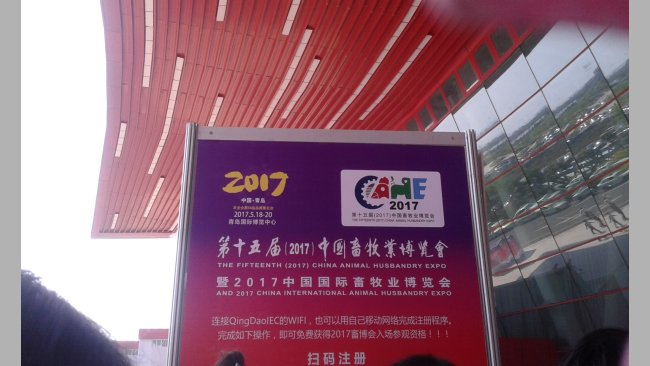 2017
中国·青岛
2017.5.18-20
青岛国际博览中心
CAHE
2017
第十五届(2017)中国畜牧业博览会
第十五届(2017)中國畜牧業博覽會
THE FIFTEENTH (2017) CHINA ANIMAL HUSBANDRY EXPO
暨2017中国国际畜牧业博览会
AND 2017 CHINA INTERNATIONAL ANIMAL HUSBANDRY EXPO
连接QingDaoIEC的WIFI，也可以用自己移动网络完成注册程序。
完成如下操作，即可免费获得2017畜博会入场参观资格！！！
扫码注册